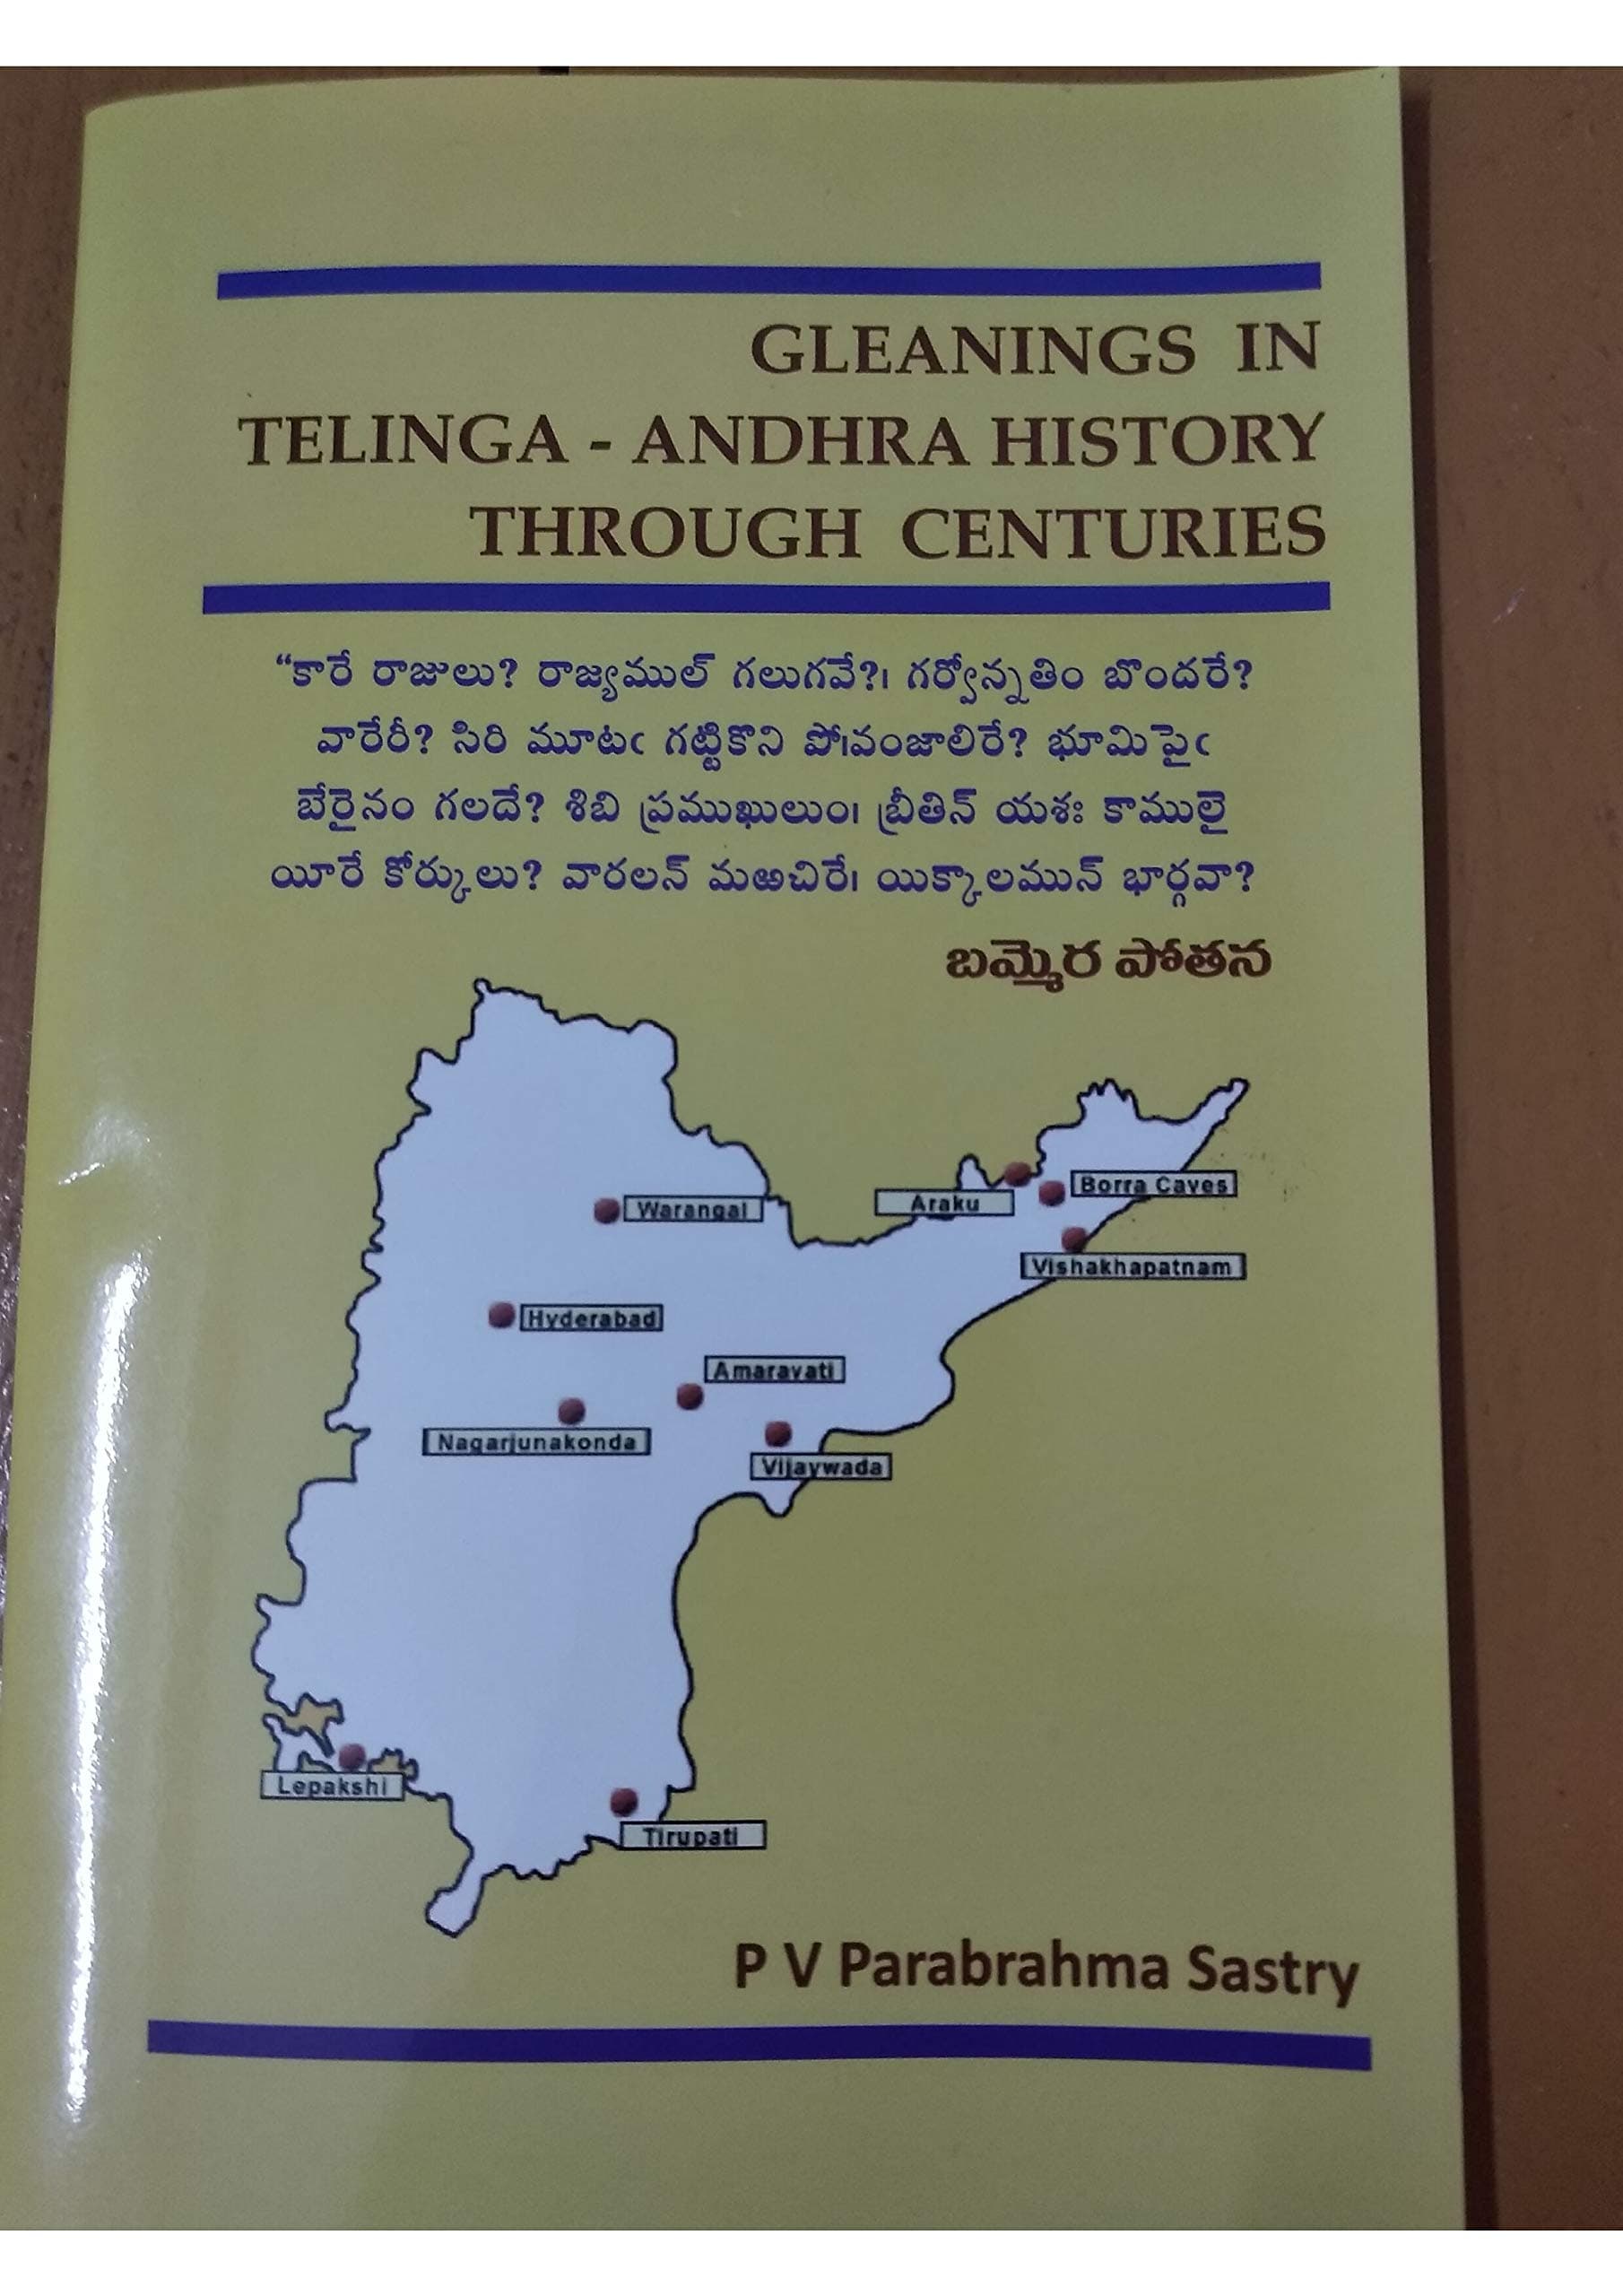 GLEANINGS IN
TELINGA - ANDHRA HISTORY
THROUGH CENTURIES
“కారే రాజులు? రాజ్యముల్ గలుగవే?। గర్వోన్నతిం బొందరే?
వారేరీ? సిరి మూటఁ గట్టికొని పో।వంజాలిరే? భూమిపైఁ
బేరైనం గలదే? శిబి ప్రముఖులుం। బ్రీతిన్ యశః కాములై
యీరే కోర్కులు? వారలన్ మఱచిరే। యిక్కాలమున్ భార్గవా?
బమ్మెర పోతన
Warangal
Araku
Borra Caves
Vishakhapatnam
Hyderabad
Amaravati
Nagarjunakonda
Vijaywada
Lepakshi
Tirupati
P V Parabrahma Sastry